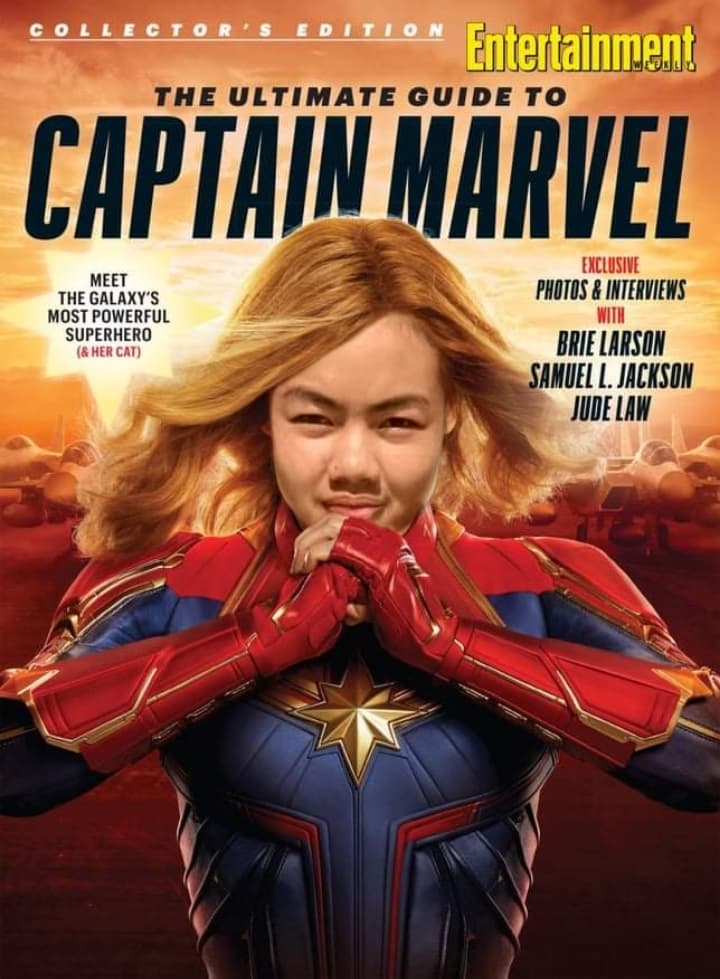 COLLECTOR'S EDITION
Entertainment
WEEKLY
THE ULTIMATE GUIDE TO
CAPTAIN MARVEL
MEET
THE GALAXY'S
MOST POWERFUL
SUPERHERO
(& HER CAT)
EXCLUSIVE
PHOTOS & INTERVIEWS
WITH
BRIE LARSON
SAMUEL L. JACKSON
JUDE LAW